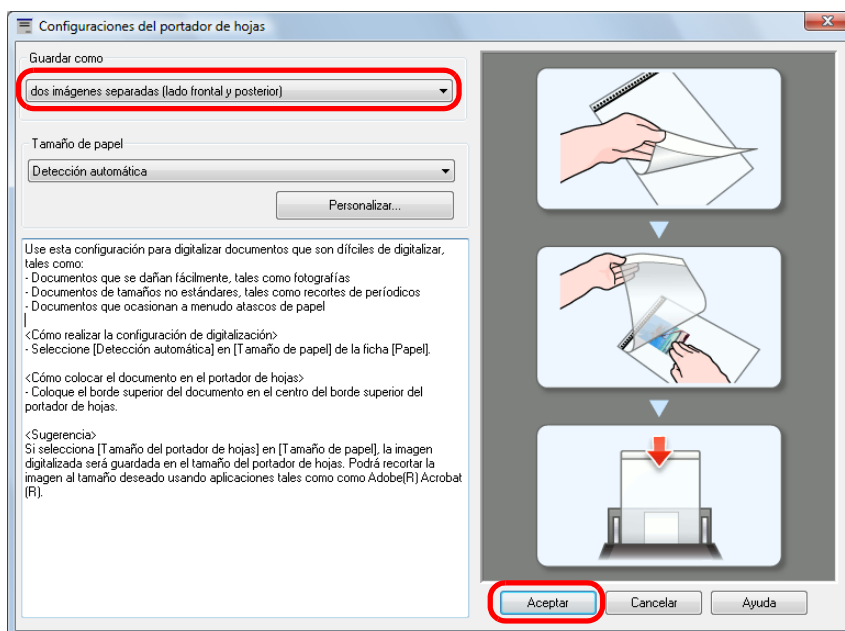 Configuraciones del portador de hojas
Guardar como
dos imágenes separadas (lado frontal y posterior)
Tamaño de papel
Detección automática
Personalizar...
Use esta configuración para digitalizar documentos que son difíciles de digitalizar,
tales como:
- Documentos que se dañan fácilmente, tales como fotografías
- Documentos de tamaños no estándares, tales como recortes de periódicos
- Documentos que ocasionan a menudo atascos de papel
<Cómo realizar la configuración de digitalización>
- Seleccione [Detección automática] en [Tamaño de papel] de la ficha [Papel].
<Cómo colocar el documento en el portador de hojas>
- Coloque el borde superior del documento en el centro del borde superior del
portador de hojas.
<Sugerencia>
Si selecciona [Tamaño del portador de hojas] en [Tamaño de papel], la imagen
digitalizada será guardada en el tamaño del portador de hojas. Podrá recortar la
imagen al tamaño deseado usando aplicaciones tales como como Adobe(R) Acrobat
(R).
Aceptar
Cancelar
Ayuda